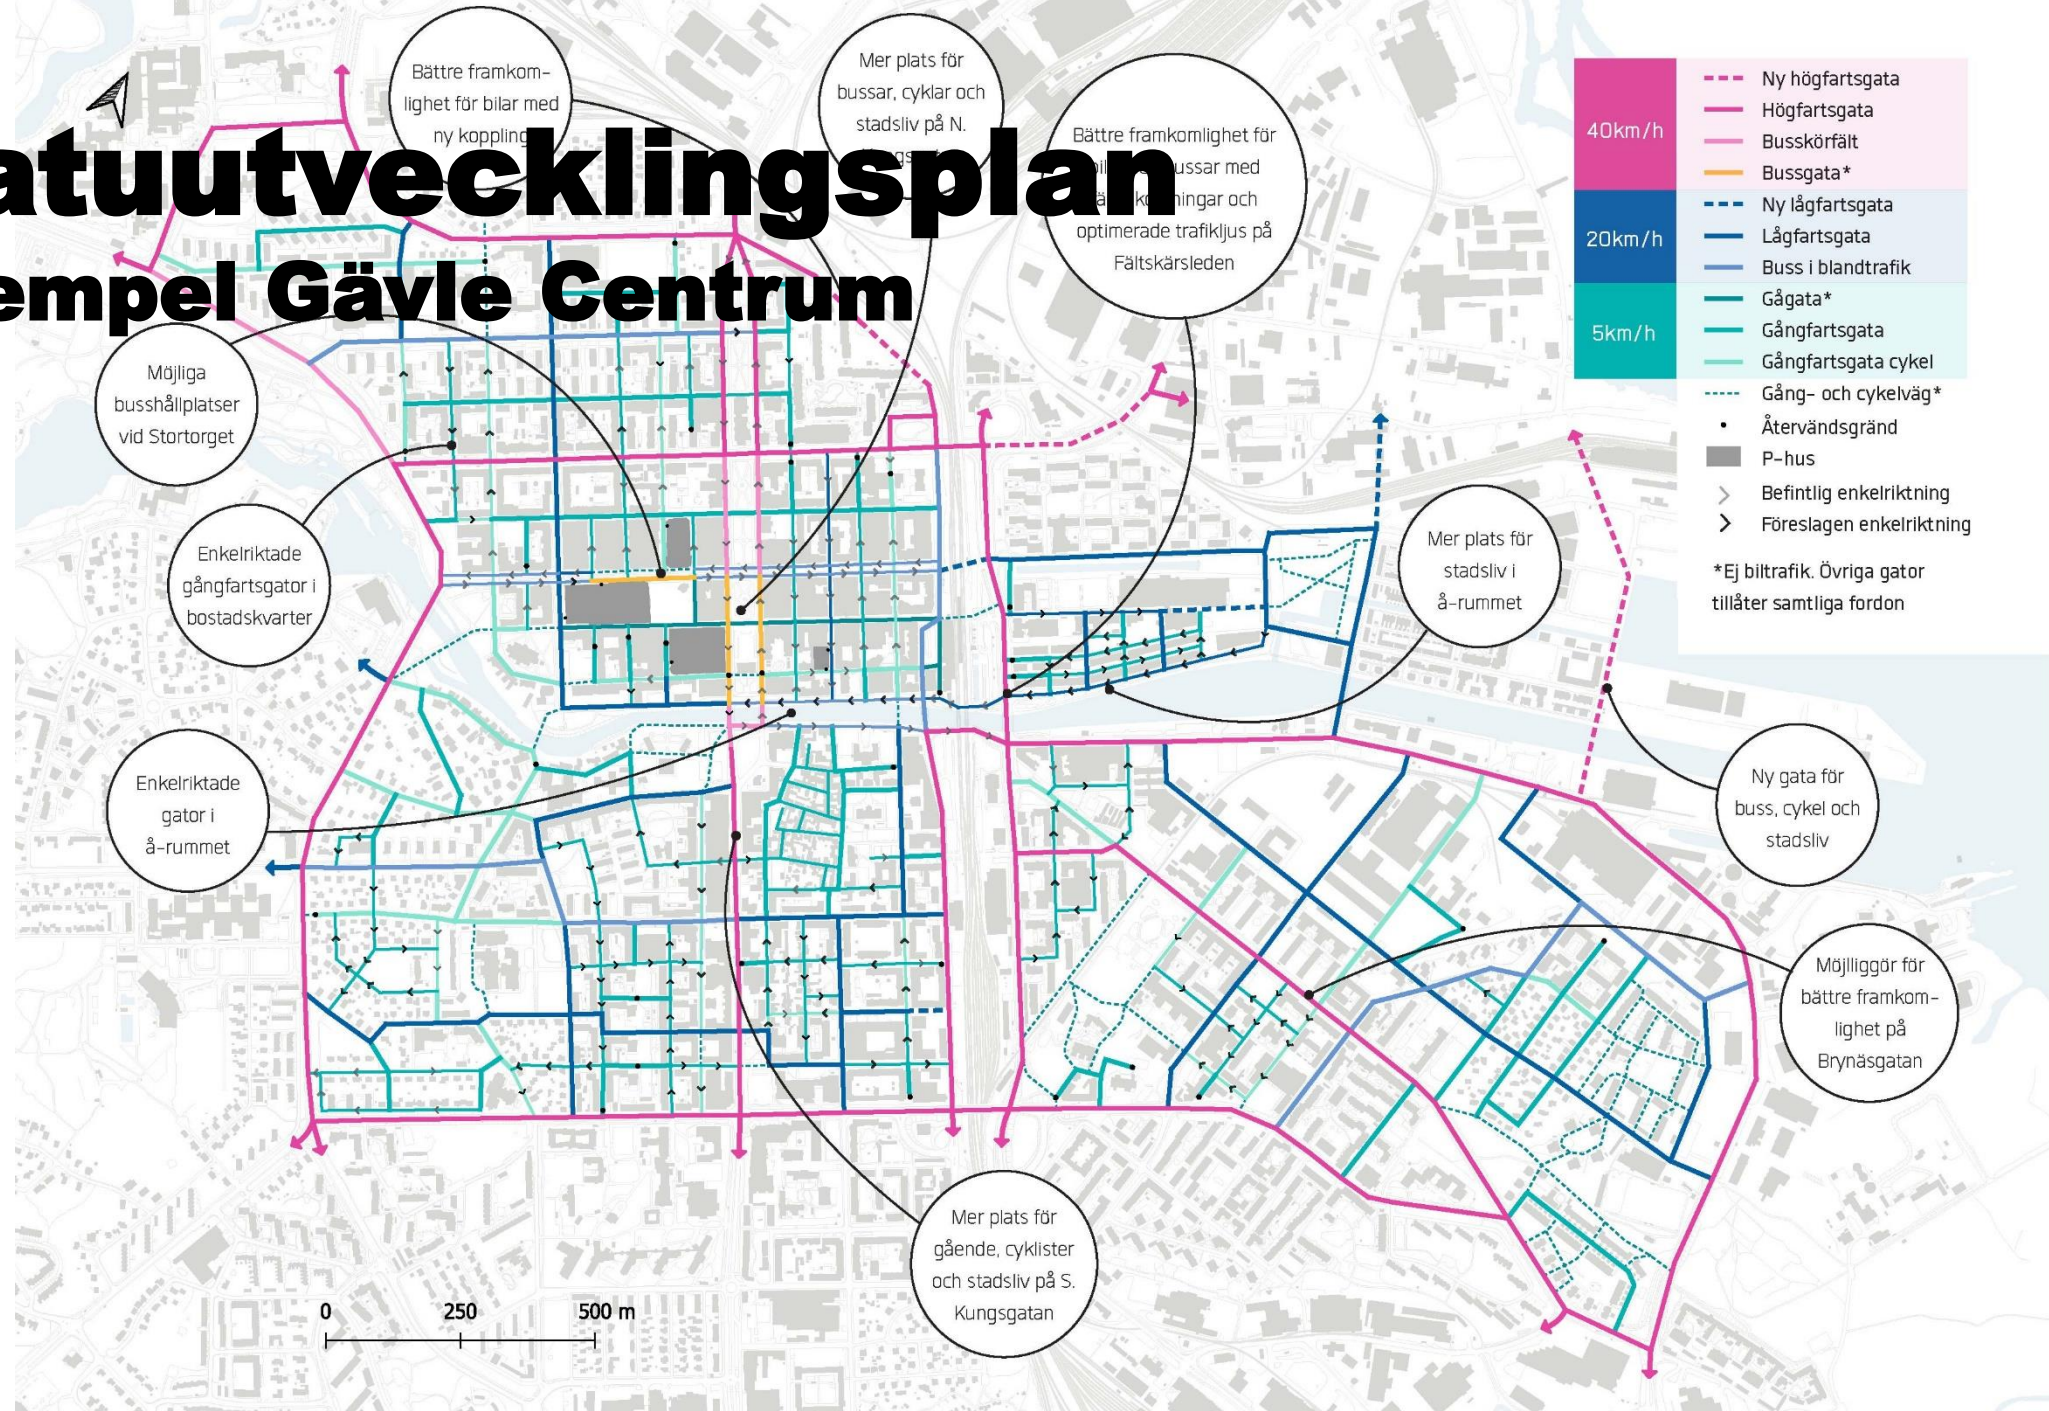 atuutvecklingsplan
empel Gävle Centrum
Bättre framkom-
lighet för bilar med
ny koppling
Mer plats för
bussar, cyklar och
stadsliv på N.
Bättre framkomlighet för
bussar med
och
optimerade trafikljus på
Fältskärsleden
Möjliga
busshållplatser
vid Stortorget
Enkelriktade
gångfartsgator i
bostadskvarter
Enkelriktade
gator i
å-rummet
Mer plats för
stadsliv i
å-rummet
Ny gata för
buss, cykel och
stadsliv
Möjlliggör för
bättre framkom-
lighet på
Brynäsgatan
Mer plats för
gående, cyklister
och stadsliv på S.
Kungsgatan
40km/h
Ny högfartsgata
Högfartsgata
Busskörfält
Bussgata*
20km/h
Ny lågfartsgata
Lågfartsgata
Buss i blandtrafik
5km/h
Gågata*
Gångfartsgata
Gångfartsgata cykel
Gång- och cykelväg*
Återvändsgränd
P-hus
Befintlig enkelriktning
Föreslagen enkelriktning
*Ej biltrafik. Övriga gator
tillåter samtliga fordon
0 250 500 m